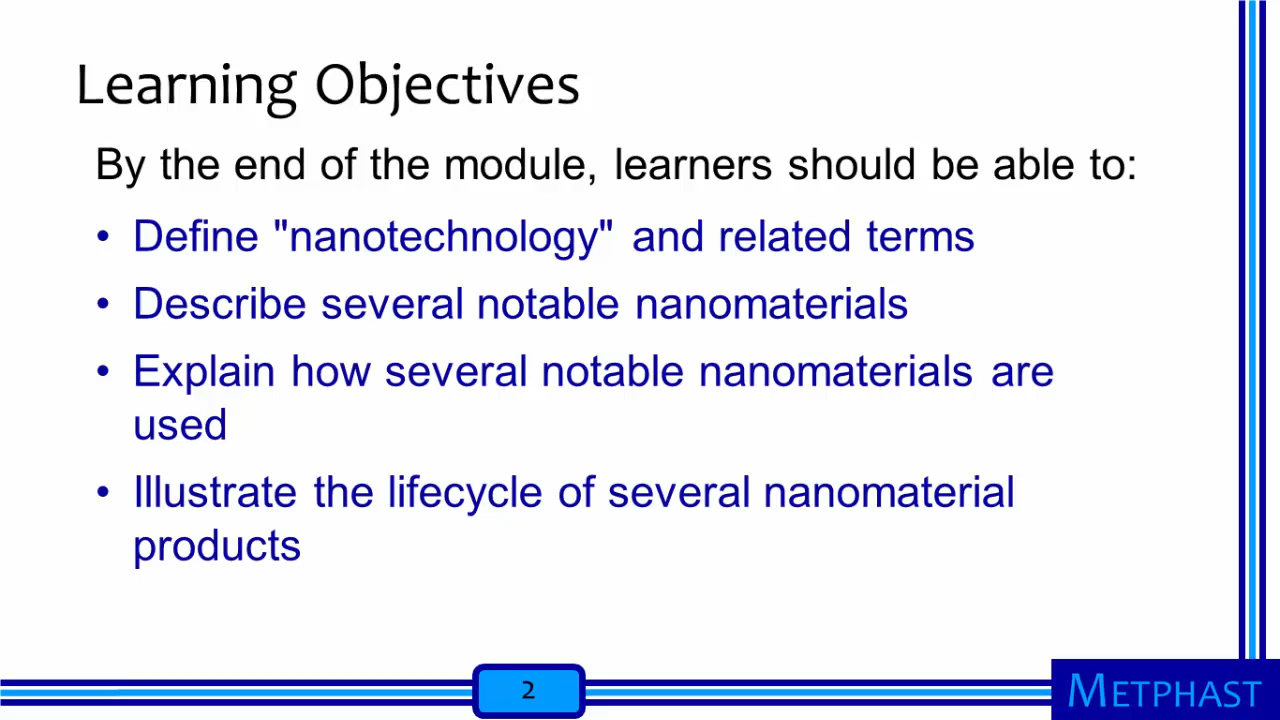 Learning Objectives
By the end of the module, learners should be able to:
• Define "nanotechnology" and related terms
• Describe several notable nanomaterials
• Explain how several notable nanomaterials are
used
• Illustrate the lifecycle of several nanomaterial
products
2
METPHAST